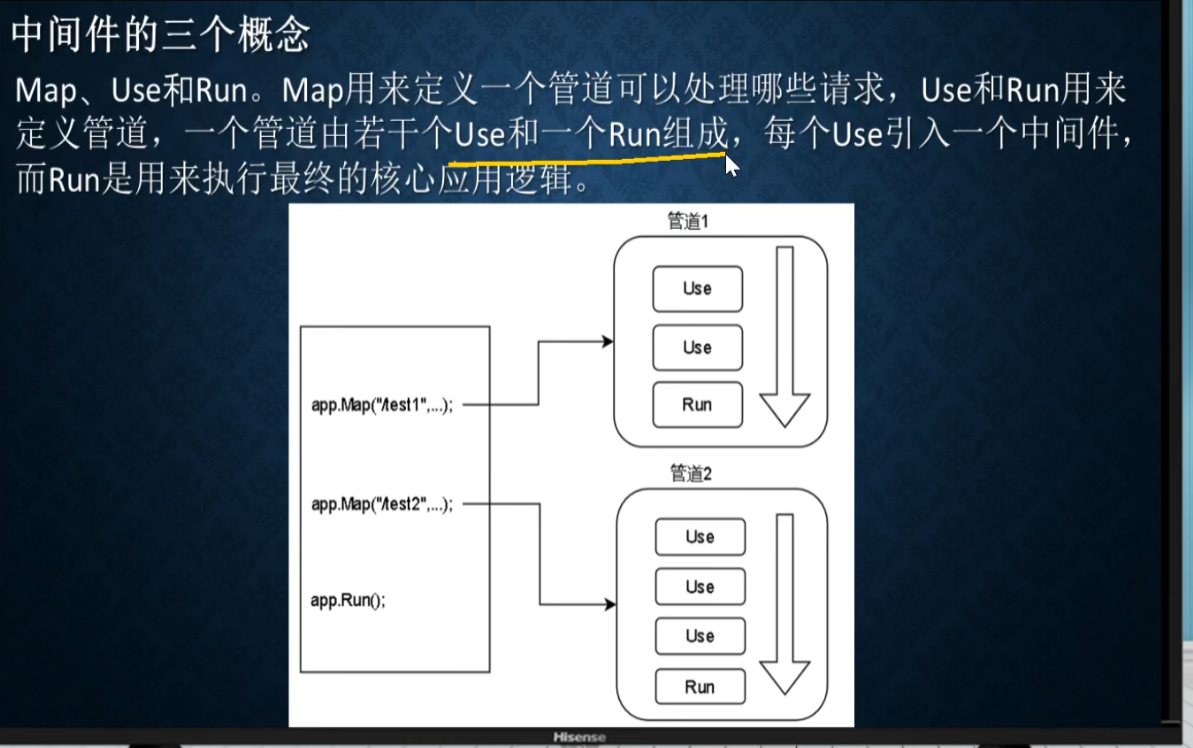 中间件的三个概念
Map、Use和Run。Map用来定义一个管道可以处理哪些请求，Use和Run用来
定义管道，一个管道由若干个Use和一个Run组成，每个Use引入一个中间件，
而Run是用来执行最终的核心应用逻辑。
管道1
Use
Use
Run
app.Map("/test1",...);
管道2
app.Map("/test2",...);
Use
Use
app.Run();
Use
Run
Hisense